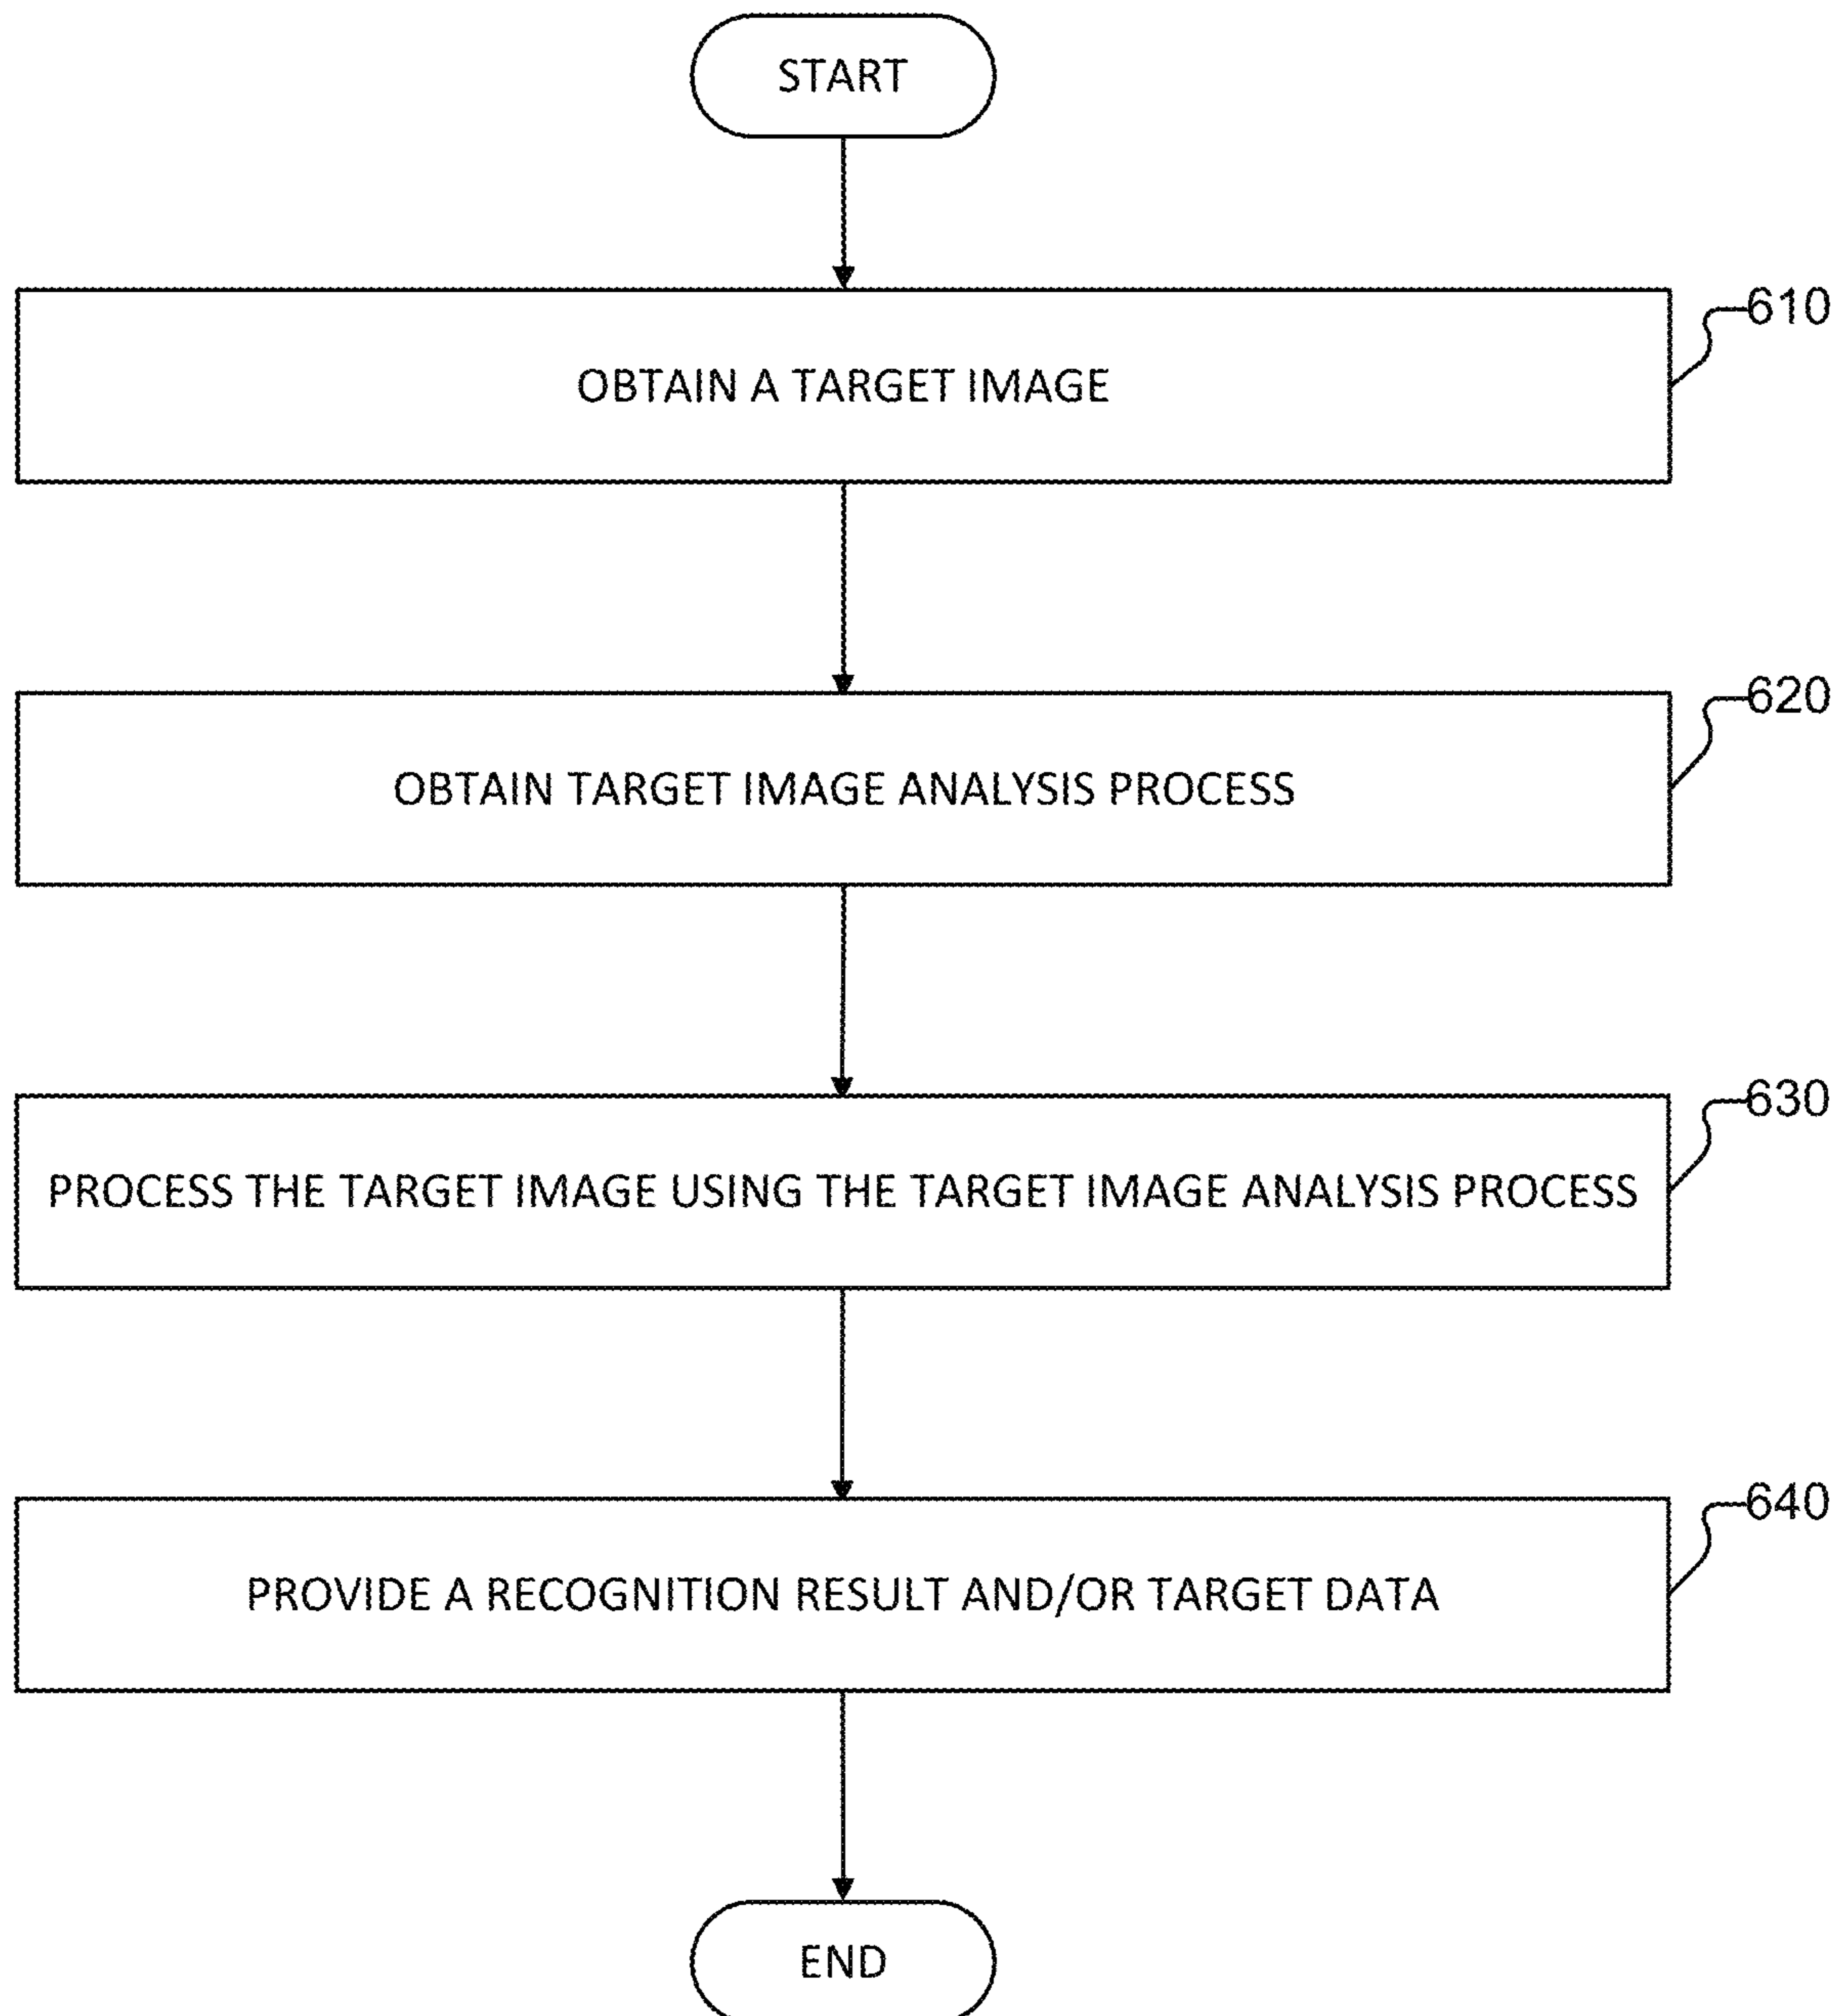 START
610
OBTAIN A TARGET IMAGE
620
OBTAIN TARGET IMAGE ANALYSIS PROCESS
630
PROCESS THE TARGET IMAGE USING THE TARGET IMAGE ANALYSIS PROCESS
640
PROVIDE A RECOGNITION RESULT AND/OR TARGET DATA
END